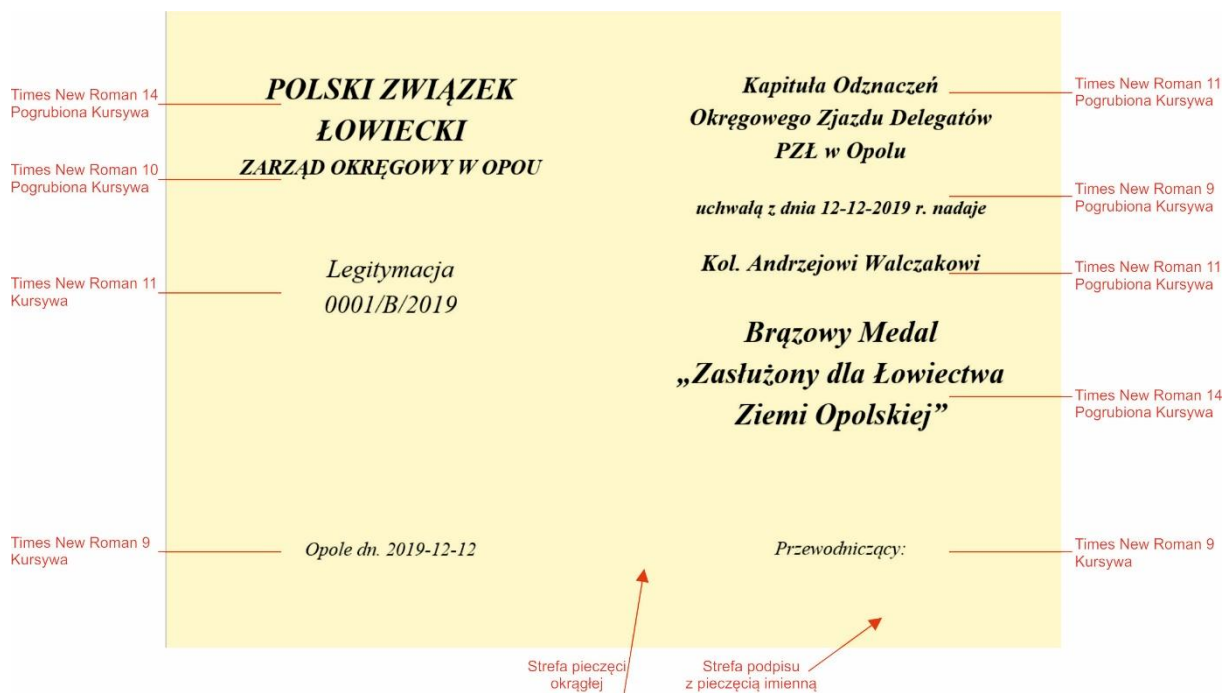 Times New Roman 14
Pogrubiona Kursywa
Times New Roman 10
Pogrubiona Kursywa
Times New Roman 11
Kursywa
Times New Roman 9
Kursywa
POLSKI ZWIĄZEK
ŁOWIECKI
ZARZĄD OKRĘGOWY W OPOU
Legitymacja
0001/B/2019
Opole dn. 2019-12-12
Kapituła Odznaczeń
Okręgowego Zjazdu Delegatów
PZŁ w Opolu
uchwałą z dnia 12-12-2019 r. nadaje
Kol. Andrzejowi Walczakowi
Brązowy Medal
„Zasłużony dla Łowiectwa
Ziemi Opolskiej”
Przewodniczący:
Times New Roman 11
Pogrubiona Kursywa
Times New Roman 9
Pogrubiona Kursywa
Times New Roman 11
Pogrubiona Kursywa
Times New Roman 14
Pogrubiona Kursywa
Times New Roman 9
Kursywa
Strefa pieczęci
okrągłej
Strefa podpisu
z pieczęcią imienną